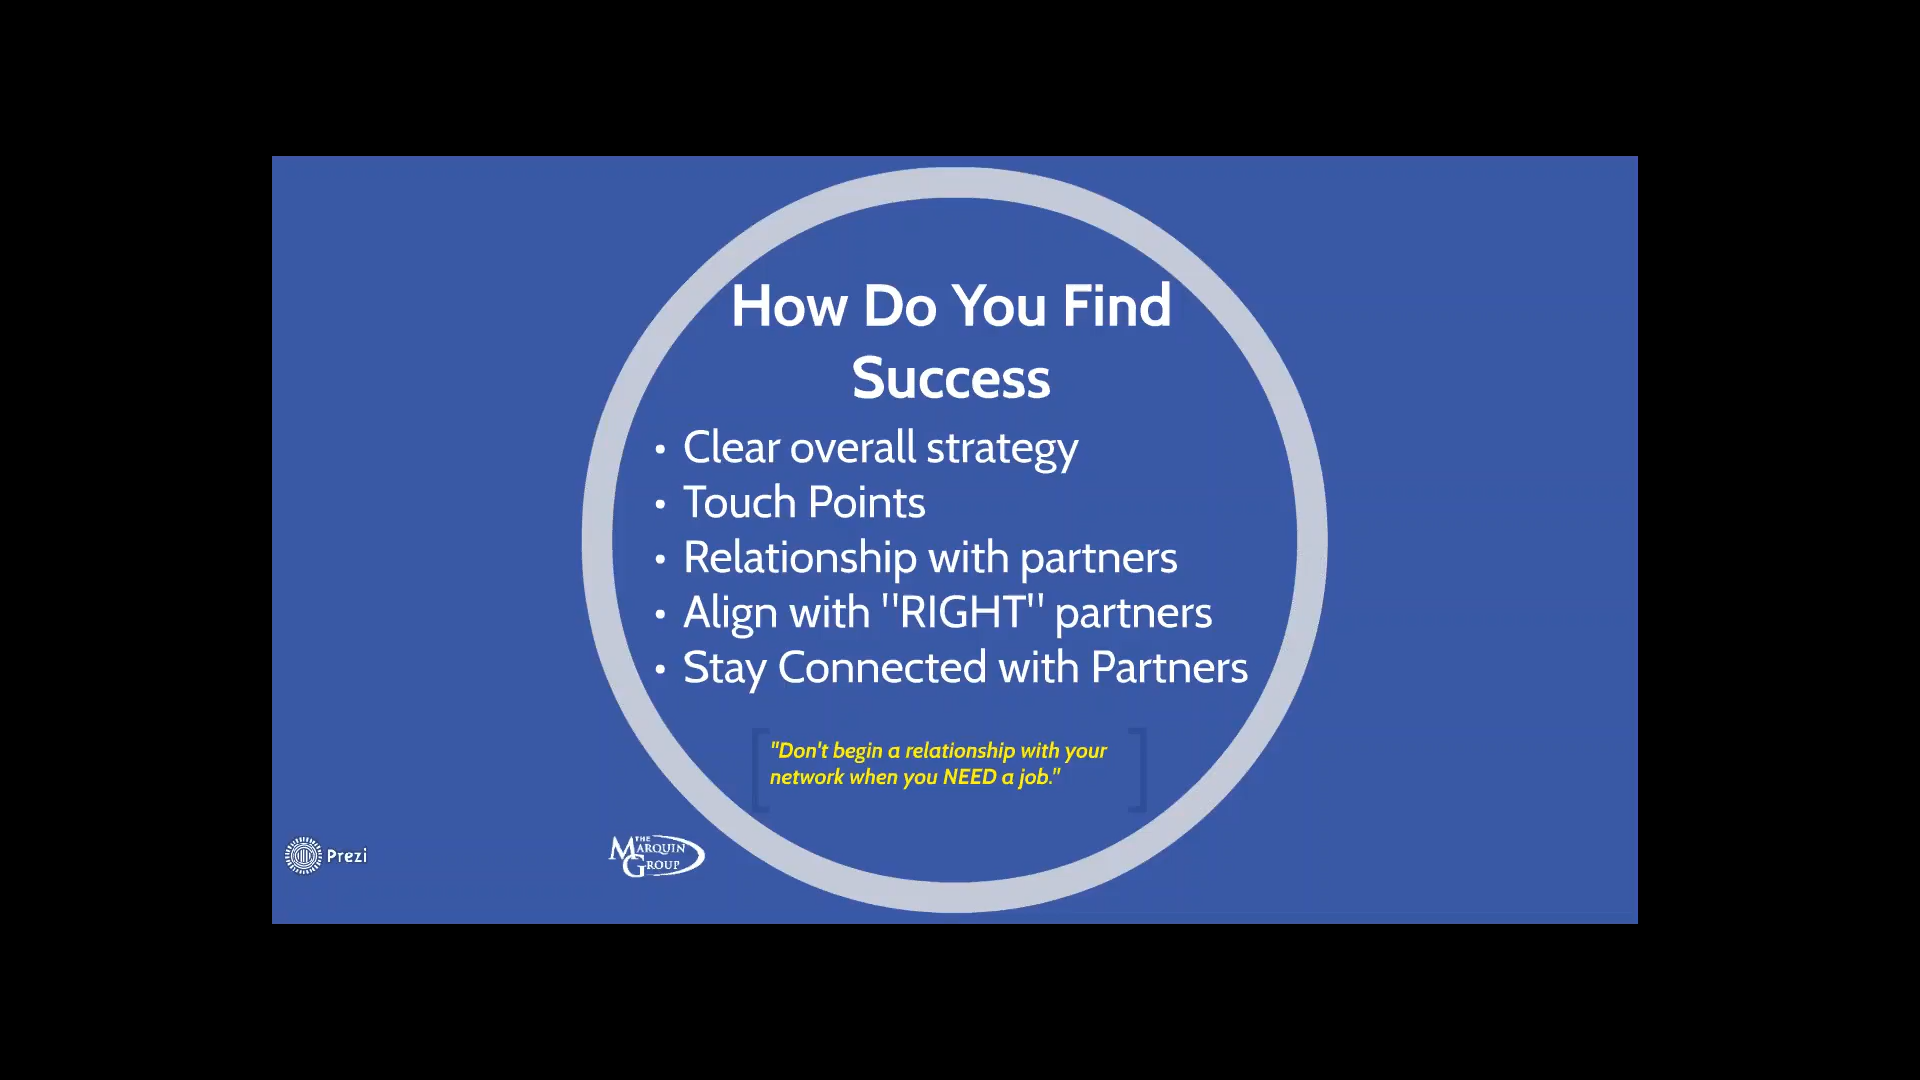 How Do You Find
Success
• Clear overall strategy
• Touch Points
• Relationship with partners
• Align with "RIGHT" partners
• Stay Connected with Partners
"Don't begin a relationship with your
network when you NEED a job."
Prezi
THE
MARQUIN
GROUP